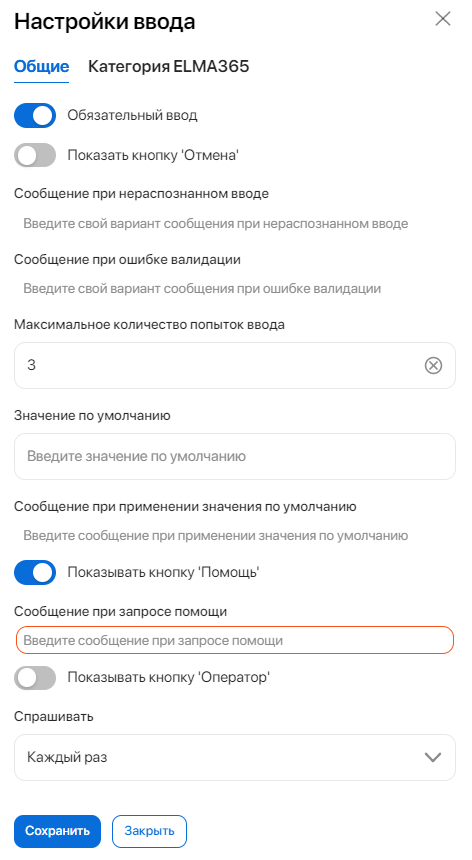 Настройки ввода
Общие Категория ELMA365
Обязательный ввод
Показать кнопку 'Отмена'
Сообщение при нераспознанном вводе
Введите свой вариант сообщения при нераспознанном вводе
Сообщение при ошибке валидации
Введите свой вариант сообщения при ошибке валидации
Максимальное количество попыток ввода
3
Значение по умолчанию
Введите значение по умолчанию
Сообщение при применении значения по умолчанию
Введите сообщение при применении значения по умолчанию
Показывать кнопку 'Помощь'
Сообщение при запросе помощи
Введите сообщение при запросе помощи
Показывать кнопку 'Оператор'
Спрашивать
Каждый раз
Сохранить Закрыть